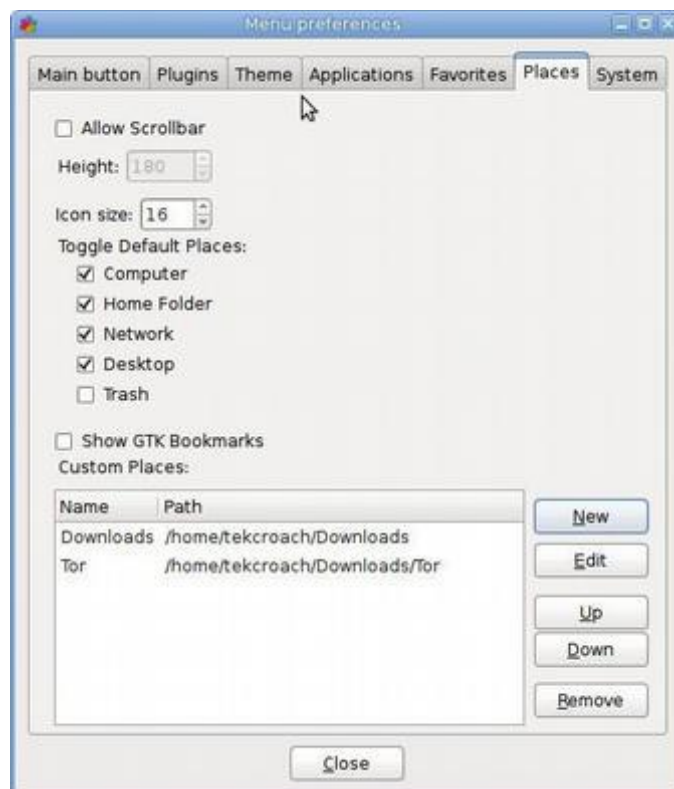 Menu preferences
Main button Plugins Theme Applications Favorites Places System
Allow Scrollbar
Height: 180
Icon size: 16
Toggle Default Places:
Computer
Home Folder
Network
Desktop
Trash
Show GTK Bookmarks
Custom Places:
Name Path
Downloads /home/tekcroach/Downloads
Tor /home/tekcroach/Downloads/Tor
New
Edit
Up
Down
Remove
Close